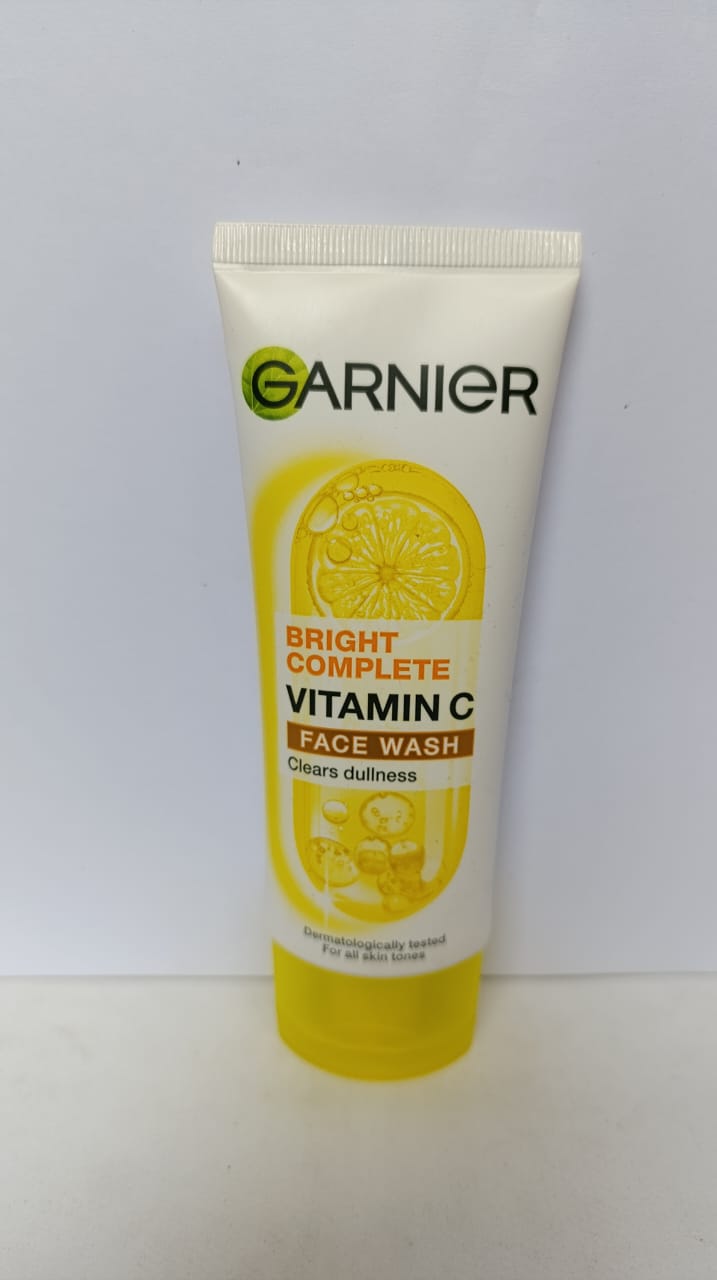 GARNIER
BRIGHT
COMPLETE
VITAMIN C
FACE WASH
Clears dullness
Dermatologically tested
For all skin tones